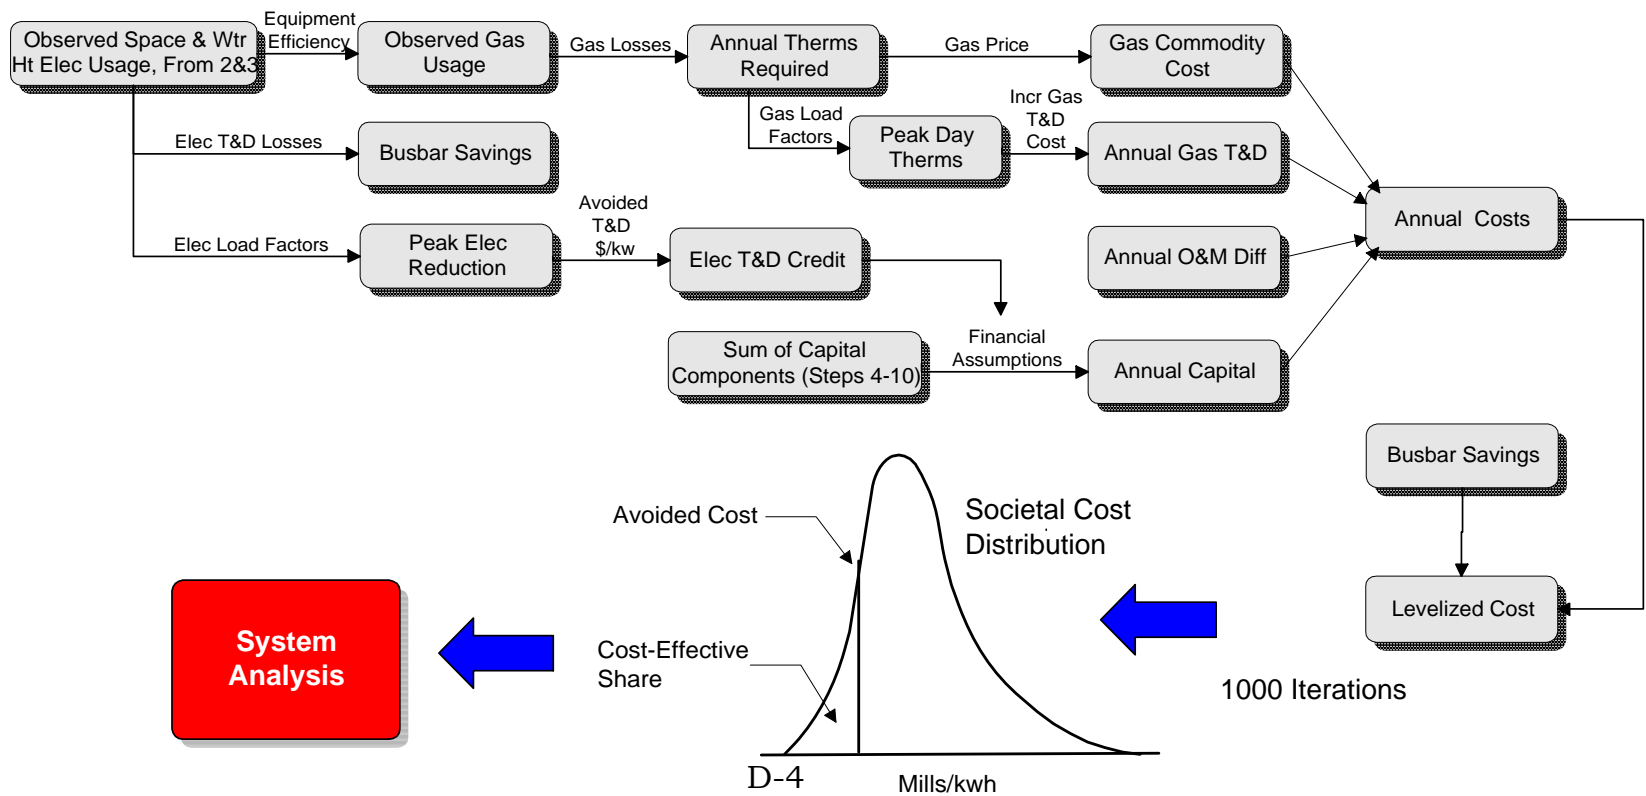 Observed Space & Wtr
Ht Elec Usage, From 2&3
Equipment
Efficiency
Observed Gas
Usage
Gas Losses
Annual Therms
Required
Gas Price
Gas Commodity
Cost
Elec T&D Losses
Busbar Savings
Gas Load
Factors
Peak Day
Therms
Incr Gas
T&D
Cost
Annual Gas T&D
Elec Load Factors
Peak Elec
Reduction
Avoided
T&D
$/kw
Elec T&D Credit
Annual O&M Diff
Annual Costs
Sum of Capital
Components (Steps 4-10)
Financial
Assumptions
Annual Capital
Busbar Savings
Levelized Cost
1000 Iterations
Societal Cost
Distribution
Avoided Cost
Cost-Effective
Share
System
Analysis
D-4
Mills/kwh